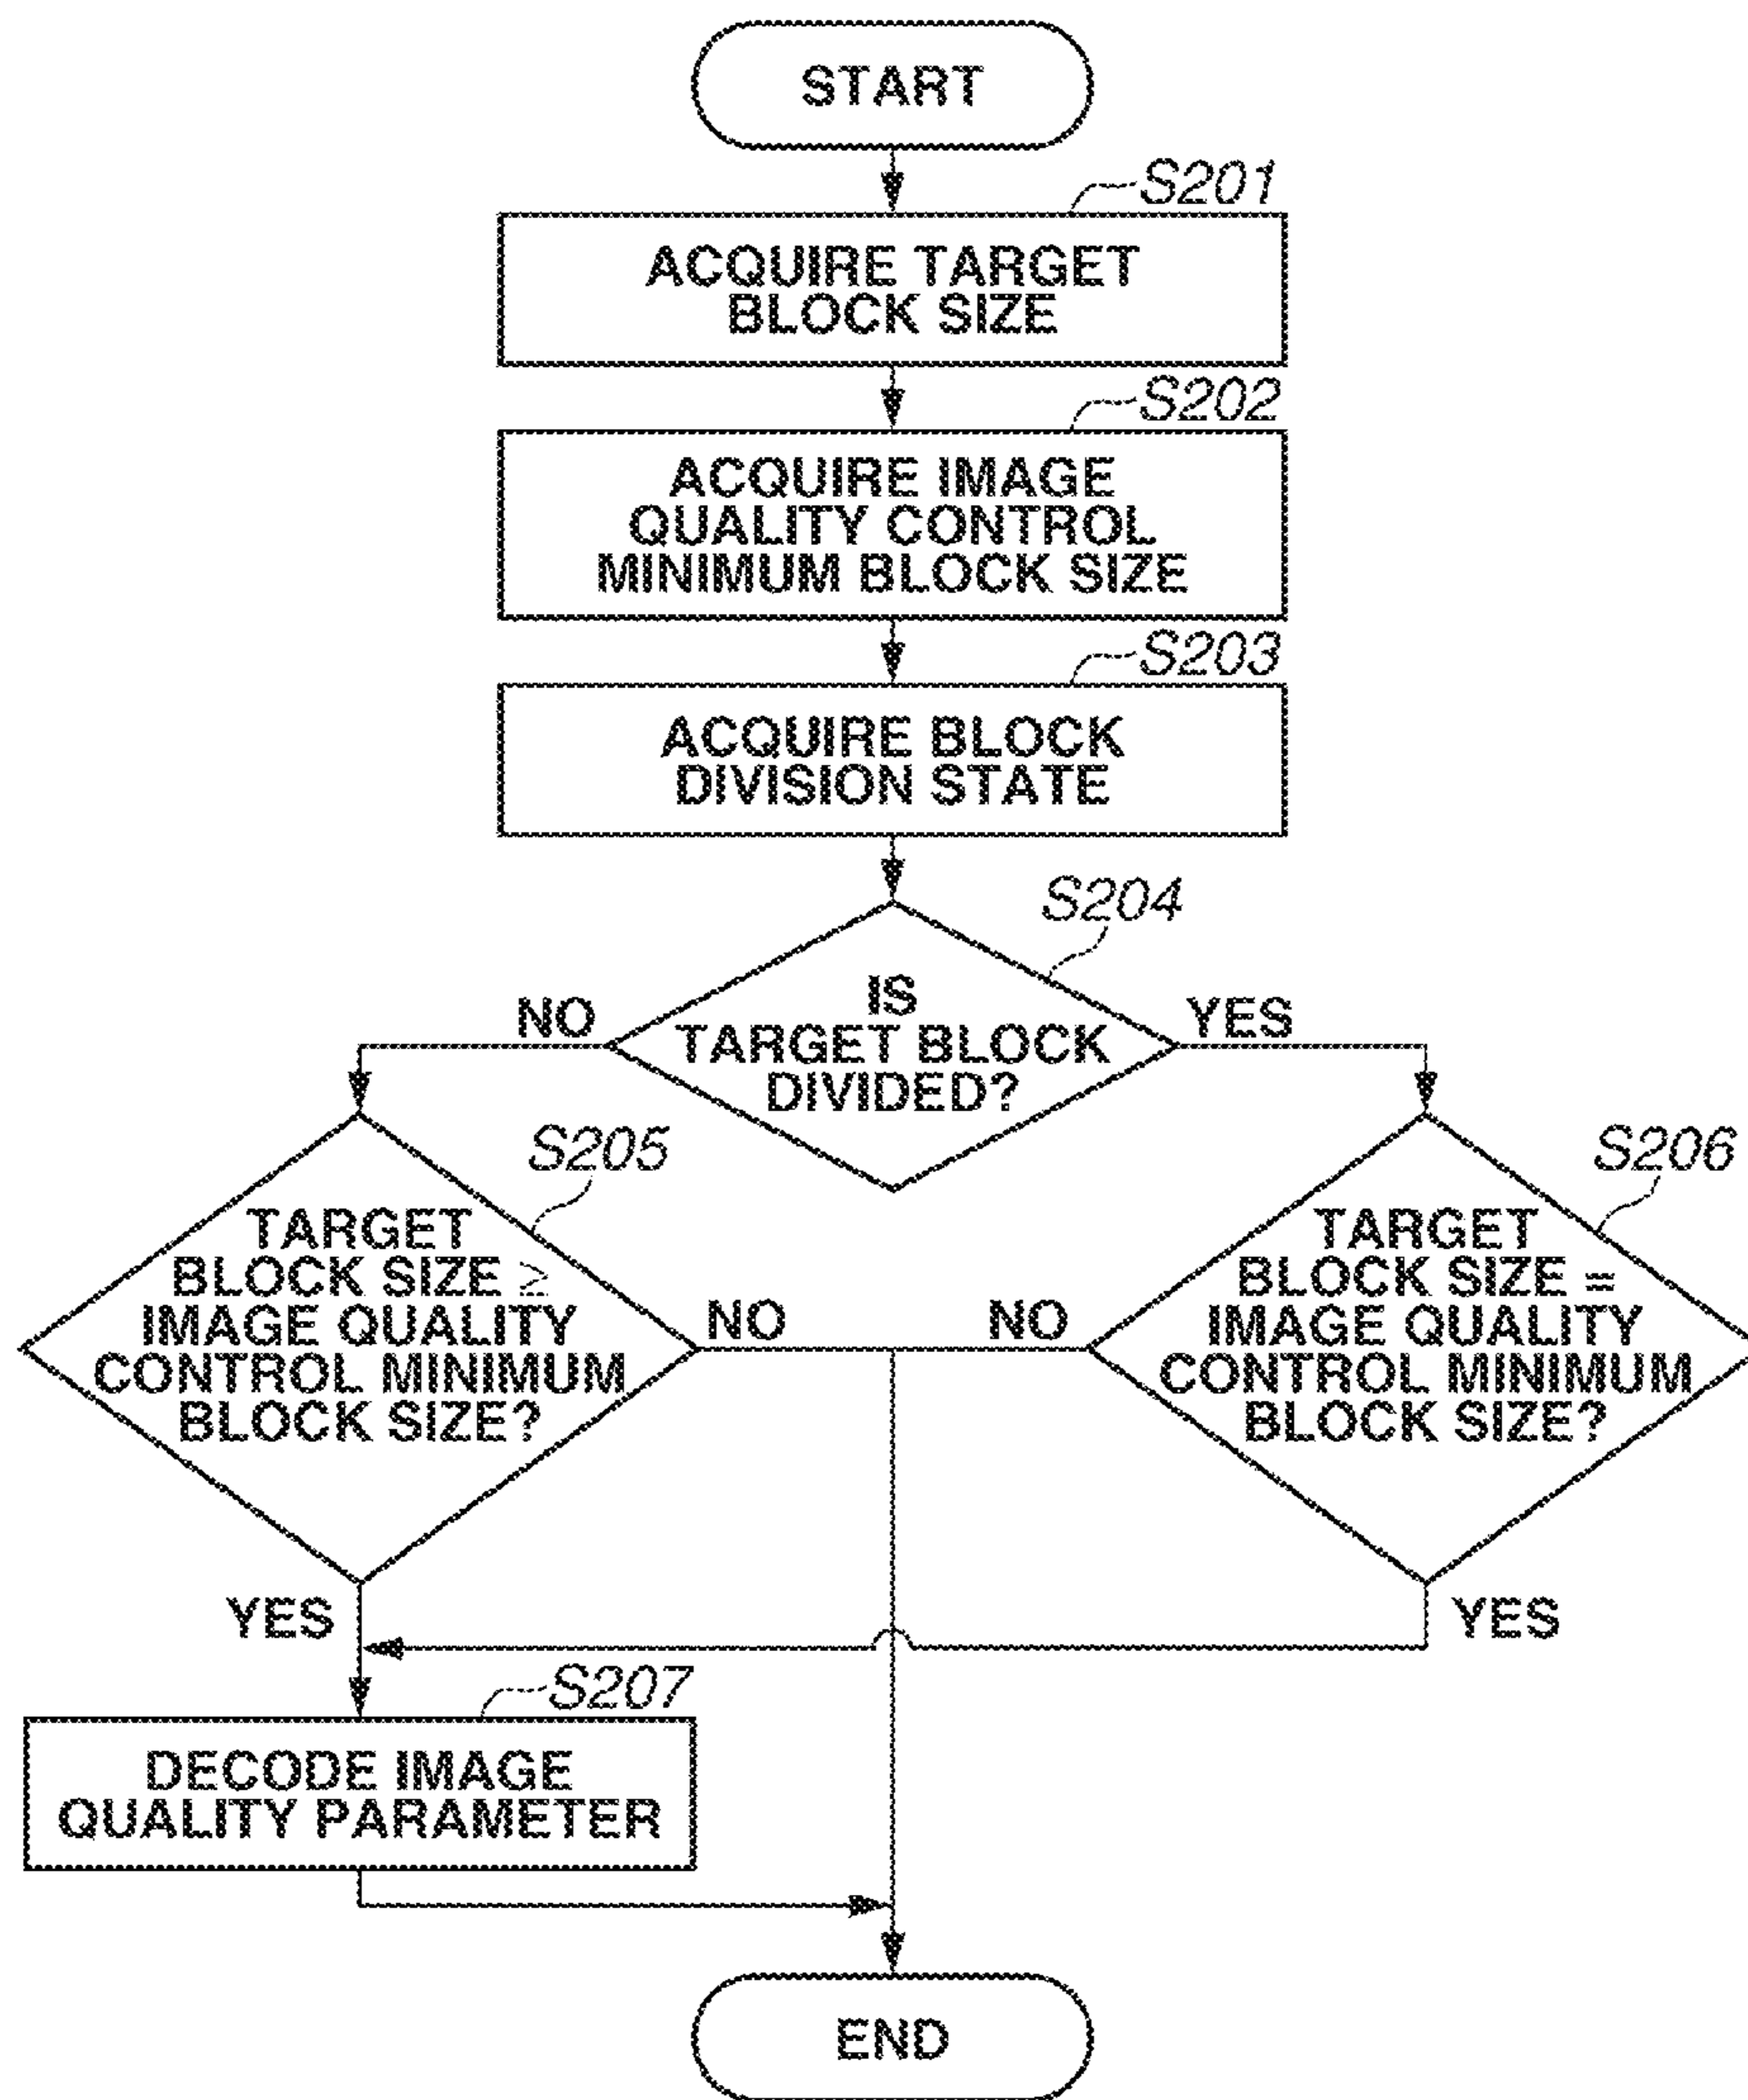 START
S201
ACQUIRE TARGET
BLOCK SIZE
S202
ACQUIRE IMAGE
QUALITY CONTROL
MINIMUM BLOCK SIZE
S203
ACQUIRE BLOCK
DIVISION STATE
S204
IS
TARGET BLOCK
DIVIDED?
NO
YES
S205
TARGET
BLOCK SIZE ≥
IMAGE QUALITY
CONTROL MINIMUM
BLOCK SIZE?
NO
YES
S206
TARGET
BLOCK SIZE =
IMAGE QUALITY
CONTROL MINIMUM
BLOCK SIZE?
NO
YES
S207
DECODE IMAGE
QUALITY PARAMETER
END